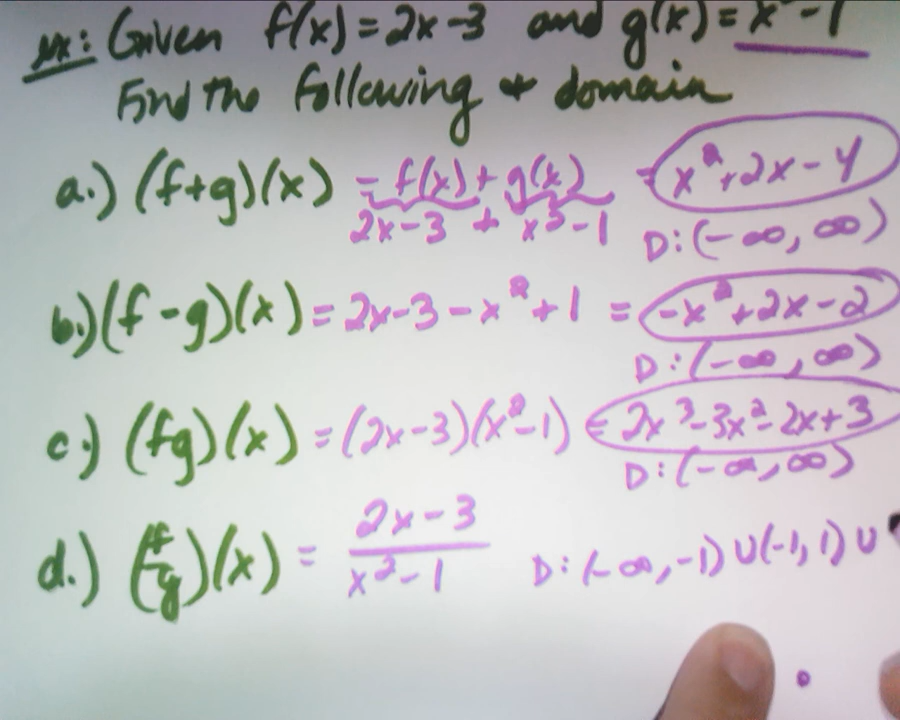 Ex: Given f(x) = 2x - 3 and g(x) = x² - 1
Find the following & domain
a.) (f+g)(x) = f(x) + g(x) = x² + 2x - 4
2x - 3 + x² - 1 D: (-∞, ∞)
b.) (f - g)(x) = 2x - 3 - x² + 1 = -x² + 2x - 2
D: (-∞, ∞)
c.) (fg)(x) = (2x - 3)(x² - 1) = 2x³ - 3x² - 2x + 3
D: (-∞, ∞)
d.) (f/g)(x) = (2x - 3)/(x² - 1) D: (-∞, -1) ∪ (-1, 1) ∪